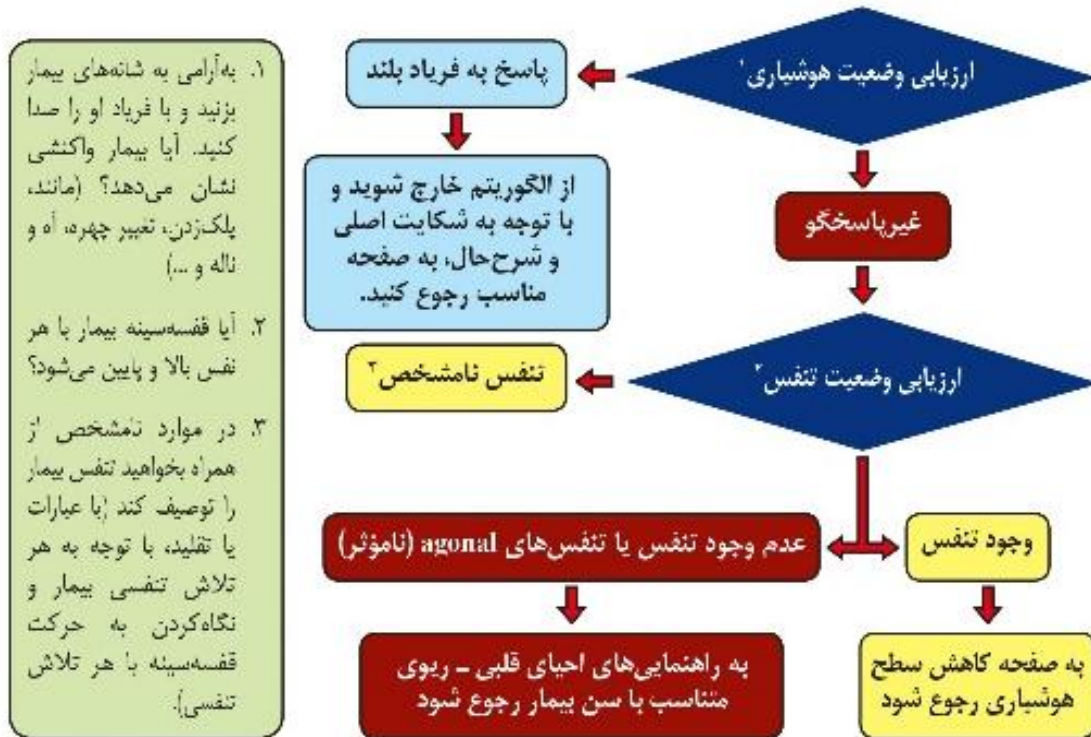 ارزیابی وضعیت هوشیاری۱
پاسخ به فریاد بلند
از الگوریتم خارج شوید و
با توجه به شکایت اصلی
و شرح‌حال، به صفحه
مناسب رجوع کنید.
غیرپاسخگو
ارزیابی وضعیت تنفس۲
تنفس نامشخص۳
وجود تنفس
عدم وجود تنفس یا تنفس‌های agonal (نامؤثر)
به صفحه کاهش سطح
هوشیاری رجوع شود
به راهنمایی‌های احیای قلبی ـ ریوی
متناسب با سن بیمار رجوع شود
۱. به‌آرامی به شانه‌های بیمار
بزنید و با فریاد او را صدا
کنید. آیا بیمار واکنشی
نشان می‌دهد؟ (مانند،
پلک‌زدن، تغییر چهره، آه و
ناله و ...)
۲. آیا قفسه‌سینه بیمار با هر
نفس بالا و پایین می‌شود؟
۳. در موارد نامشخص از
همراه بخواهید تنفس بیمار
را توصیف کند (با عبارات
یا تقلید، با توجه به هر
تلاش تنفسی بیمار و
نگاه‌کردن به حرکت
قفسه‌سینه با هر تلاش
تنفسی).